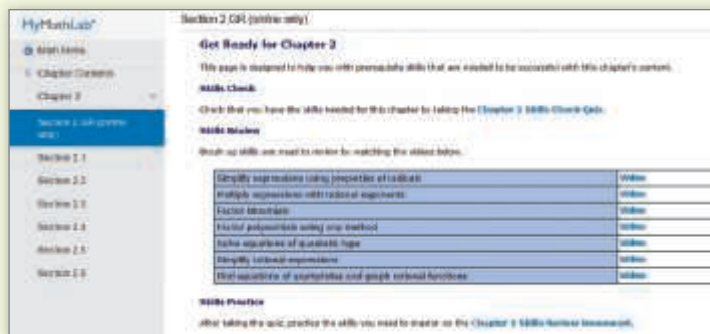 MyMathLab®
Main Menu
Chapter Contents
Chapter 2
Section 2 GR (online only)
Section 2.1
Section 2.2
Section 2.3
Section 2.4
Section 2.5
Section 2.6
Section 2 GR (online only)
Get Ready for Chapter 2
This page is designed to help you with prerequisite skills that are needed to be successful with this chapter's content.
Skills Check
Check that you have the skills needed for this chapter by taking the Chapter 2 Skills Check Quiz.
Skills Review
Brush up skills you need to review by watching the videos below.
Simplify expressions using properties of radicals Video
Multiply expressions with rational exponents Video
Factor binomials Video
Factor polynomials using any method Video
Solve equations of quadratic type Video
Simplify rational expressions Video
Find equations of asymptotes and graph rational functions Video
Skills Practice
After taking the quiz, practice the skills you need to master on the Chapter 2 Skills Review Homework.